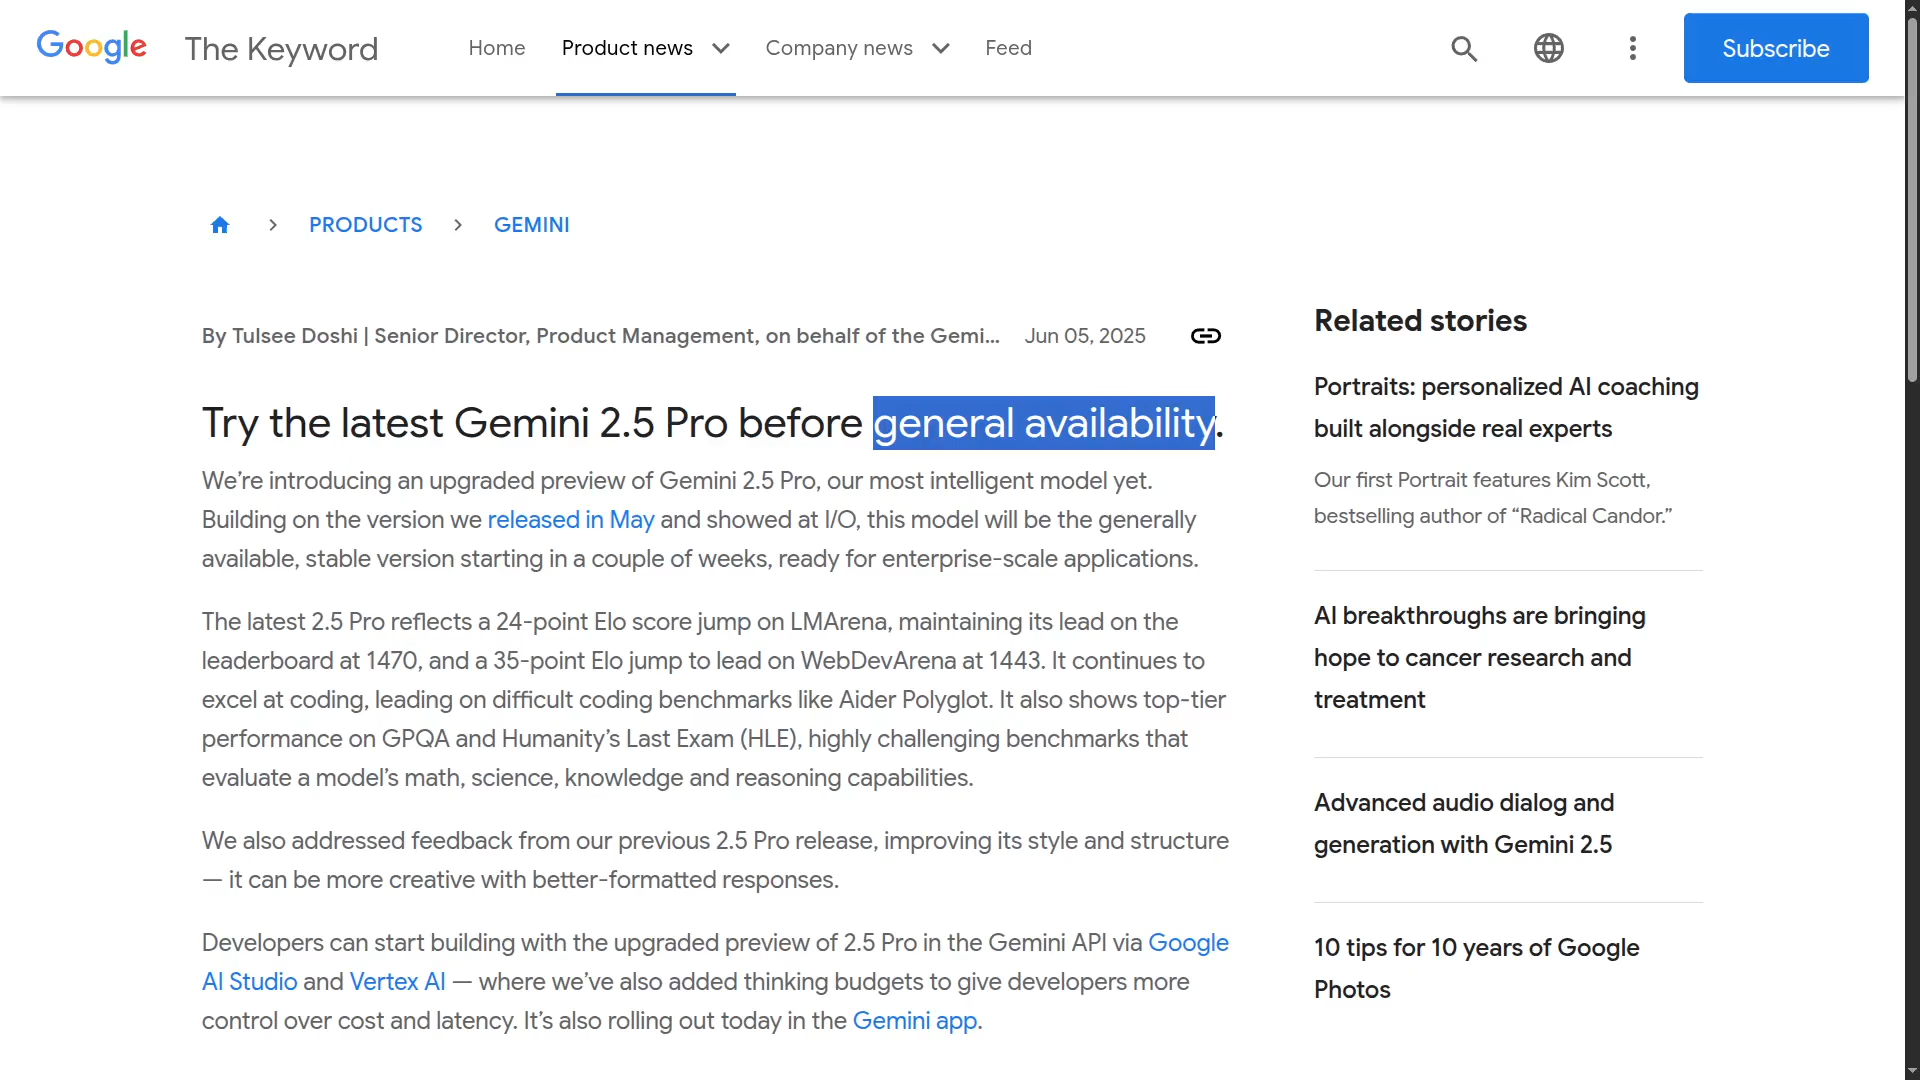 Google The Keyword Home Product news Company news Feed Subscribe
PRODUCTS > GEMINI
By Tulsee Doshi | Senior Director, Product Management, on behalf of the Gemi... Jun 05, 2025
Try the latest Gemini 2.5 Pro before general availability.
We’re introducing an upgraded preview of Gemini 2.5 Pro, our most intelligent model yet.
Building on the version we released in May and showed at I/O, this model will be the generally
available, stable version starting in a couple of weeks, ready for enterprise-scale applications.
The latest 2.5 Pro reflects a 24-point Elo score jump on LMArena, maintaining its lead on the
leaderboard at 1470, and a 35-point Elo jump to lead on WebDevArena at 1443. It continues to
excel at coding, leading on difficult coding benchmarks like Aider Polyglot. It also shows top-tier
performance on GPQA and Humanity’s Last Exam (HLE), highly challenging benchmarks that
evaluate a model’s math, science, knowledge and reasoning capabilities.
We also addressed feedback from our previous 2.5 Pro release, improving its style and structure
— it can be more creative with better-formatted responses.
Developers can start building with the upgraded preview of 2.5 Pro in the Gemini API via Google
AI Studio and Vertex AI — where we’ve also added thinking budgets to give developers more
control over cost and latency. It’s also rolling out today in the Gemini app.
Related stories
Portraits: personalized AI coaching
built alongside real experts
Our first Portrait features Kim Scott,
bestselling author of “Radical Candor.”
AI breakthroughs are bringing
hope to cancer research and
treatment
Advanced audio dialog and
generation with Gemini 2.5
10 tips for 10 years of Google
Photos